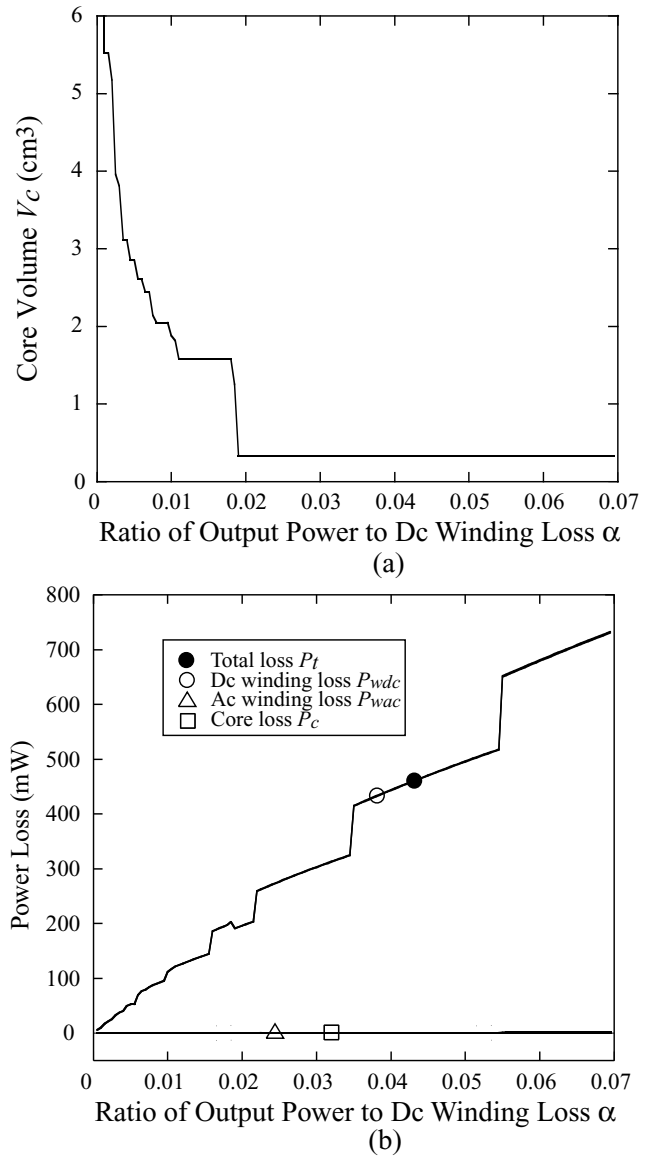 6
5
4
3
2
1
0
Core Volume Vc (cm3)
0 0.01 0.02 0.03 0.04 0.05 0.06 0.07
Ratio of Output Power to Dc Winding Loss α
(a)
800
700
600
500
400
300
200
100
0
Power Loss (mW)
Total loss Pt
Dc winding loss Pwdc
Ac winding loss Pwac
Core loss Pc
0 0.01 0.02 0.03 0.04 0.05 0.06 0.07
Ratio of Output Power to Dc Winding Loss α
(b)